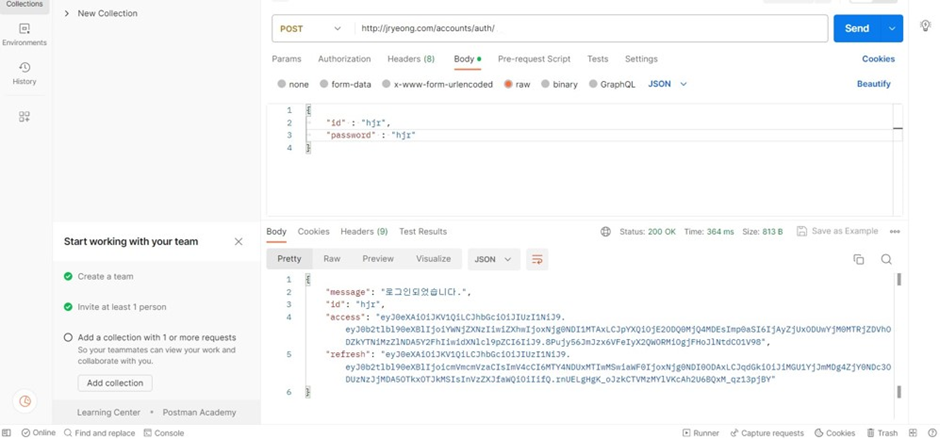 Collections
New Collection
POST
http://jryeong.com/accounts/auth/
Send
Environments
Params
Authorization
Headers (8)
Body
Pre-request Script
Tests
Settings
Cookies
History
none
form-data
x-www-form-urlencoded
raw
binary
GraphQL
JSON
Beautify
1 {
2 "id" : "hjr",
3 "password" : "hjr"
4 }
Start working with your team
Create a team
Invite at least 1 person
Add a collection with 1 or more requests
So your teammates can view your work and
collaborate with you.
Add collection
Learning Center • Postman Academy
Body
Cookies
Headers (9)
Test Results
Status: 200 OK
Time: 364 ms
Size: 813 B
Save as Example
Pretty
Raw
Preview
Visualize
JSON
1 {
2 "message": "로그인되었습니다.",
3 "id": "hjr",
4 "access": "eyJ0eXAiOiJKV1QiLCJhbGciOiJIUzI1NiJ9.
5 "refresh": "eyJ0eXAiOiJKV1QiLCJhbGciOiJIUzI1NiJ9.
6 }
Online
Find and replace
Console
Runner
Capture requests
Cookies
Trash